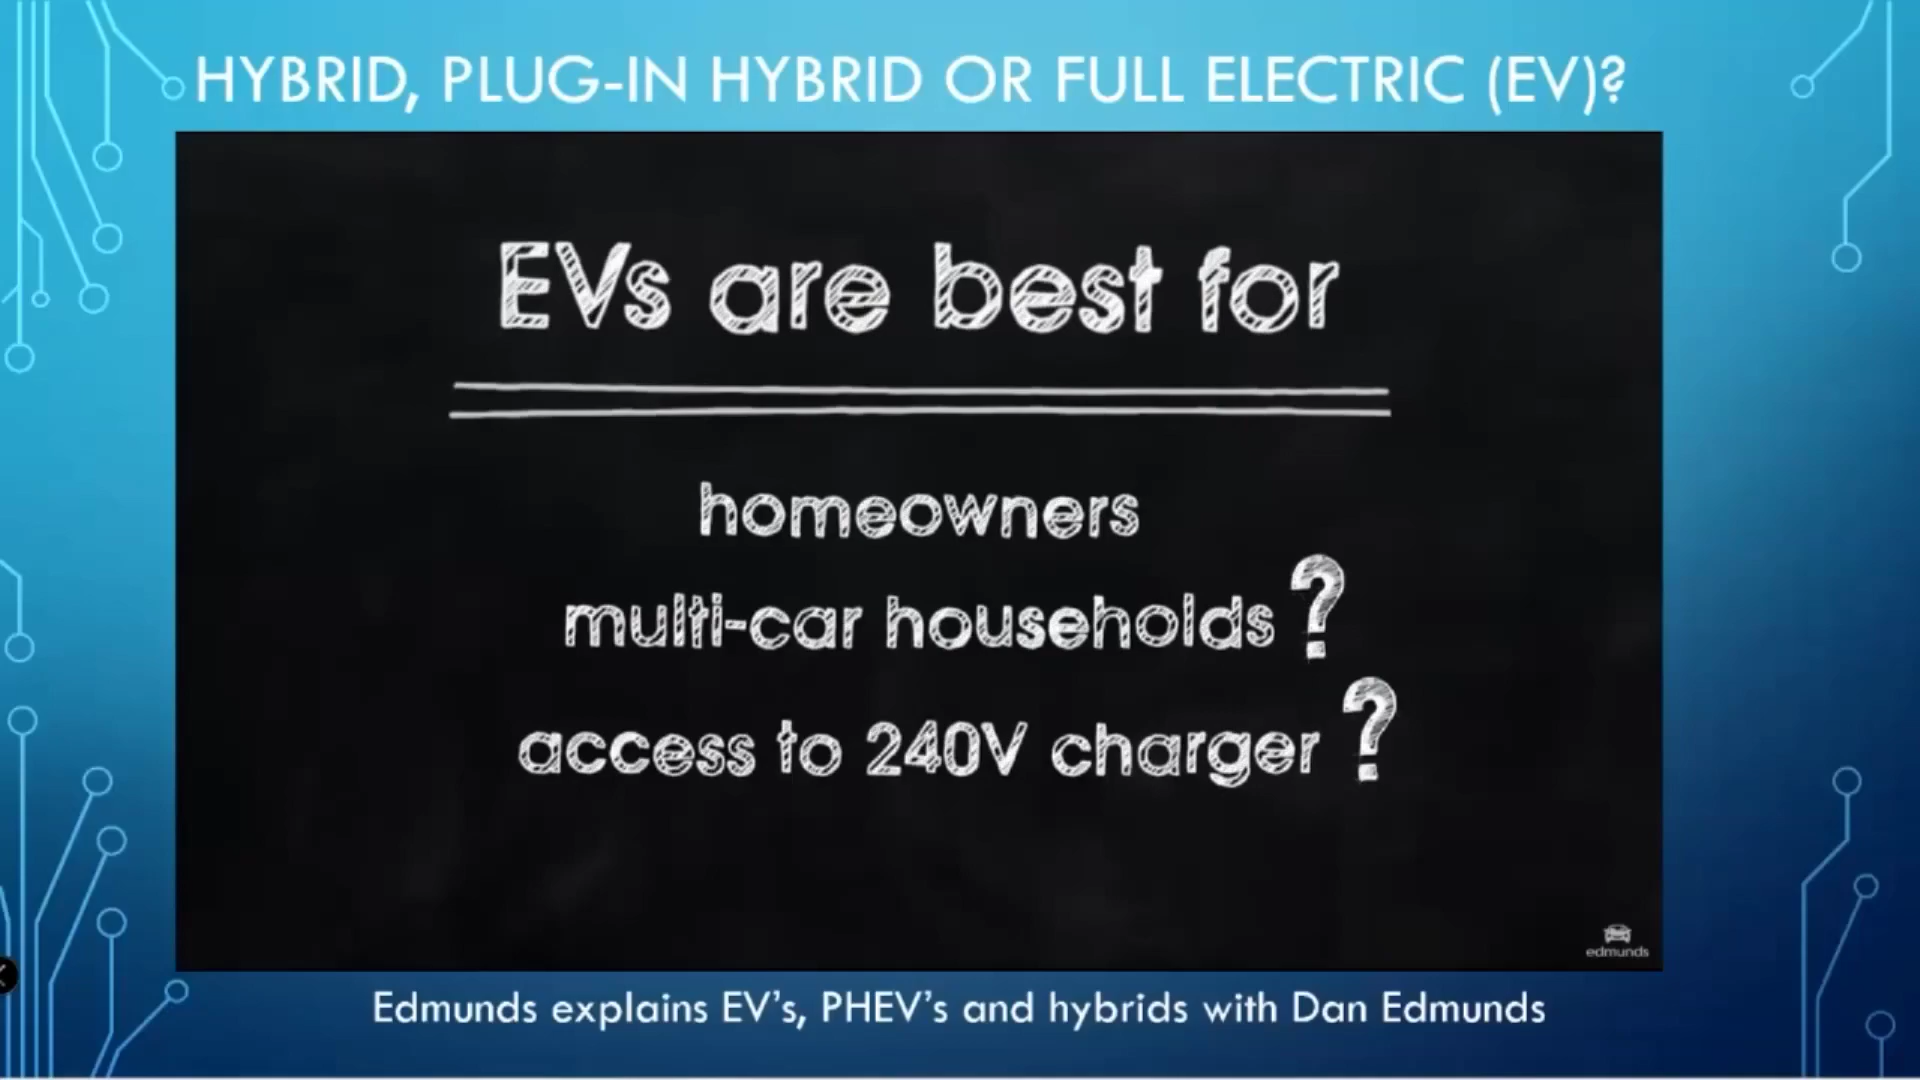 HYBRID, PLUG-IN HYBRID OR FULL ELECTRIC (EV)?
EVs are best for
homeowners
multi-car households?
access to 240V charger?
edmunds
Edmunds explains EV’s, PHEV’s and hybrids with Dan Edmunds